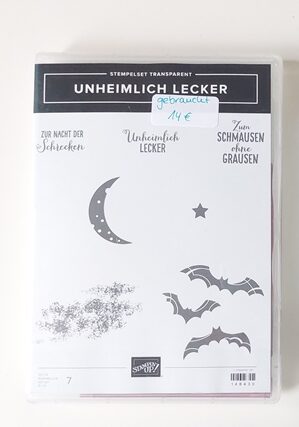 STEMPELSET TRANSPARENT
UNHEIMLICH LECKER
gebraucht
14 €
ZUR NACHT DER
Schrecken
Unheimlich
LECKER
Zum
SCHMAUSEN
ohne
GRAUSEN
STAMPIN' UP!
7